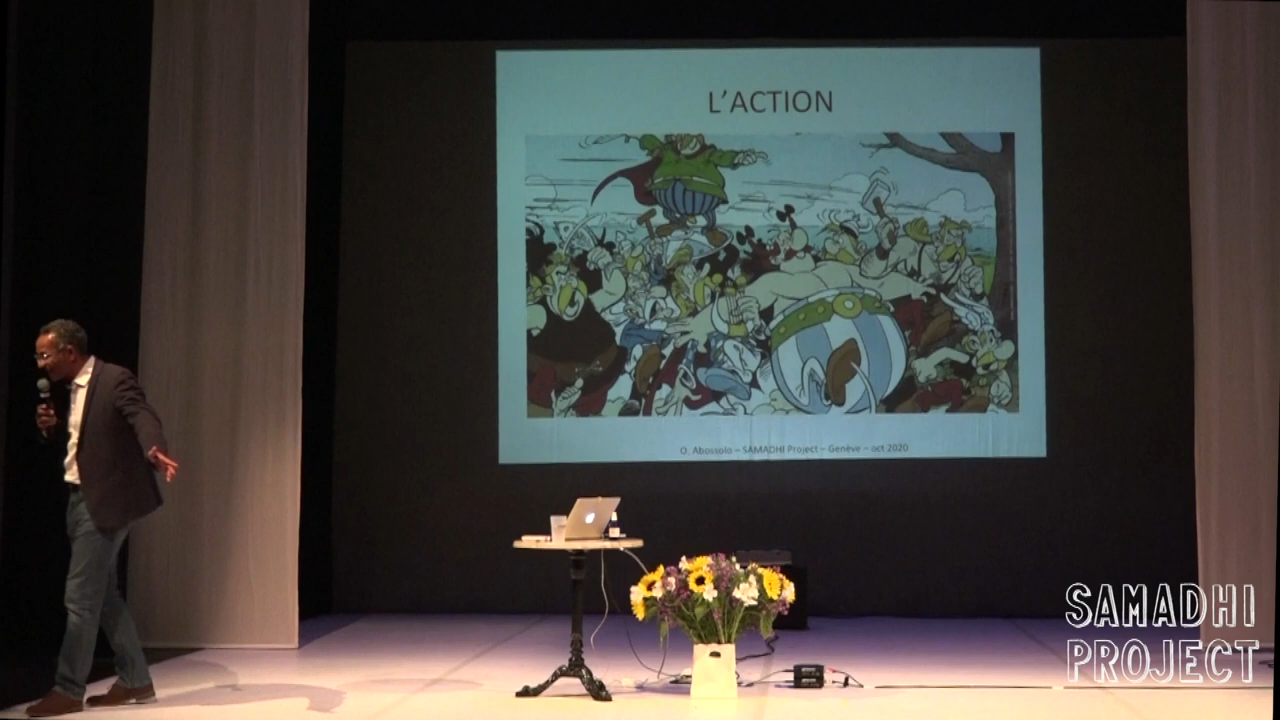 L'ACTION
O. Abossolo – SAMADHI Project – Genève – oct 2020
SAMADHI
PROJECT